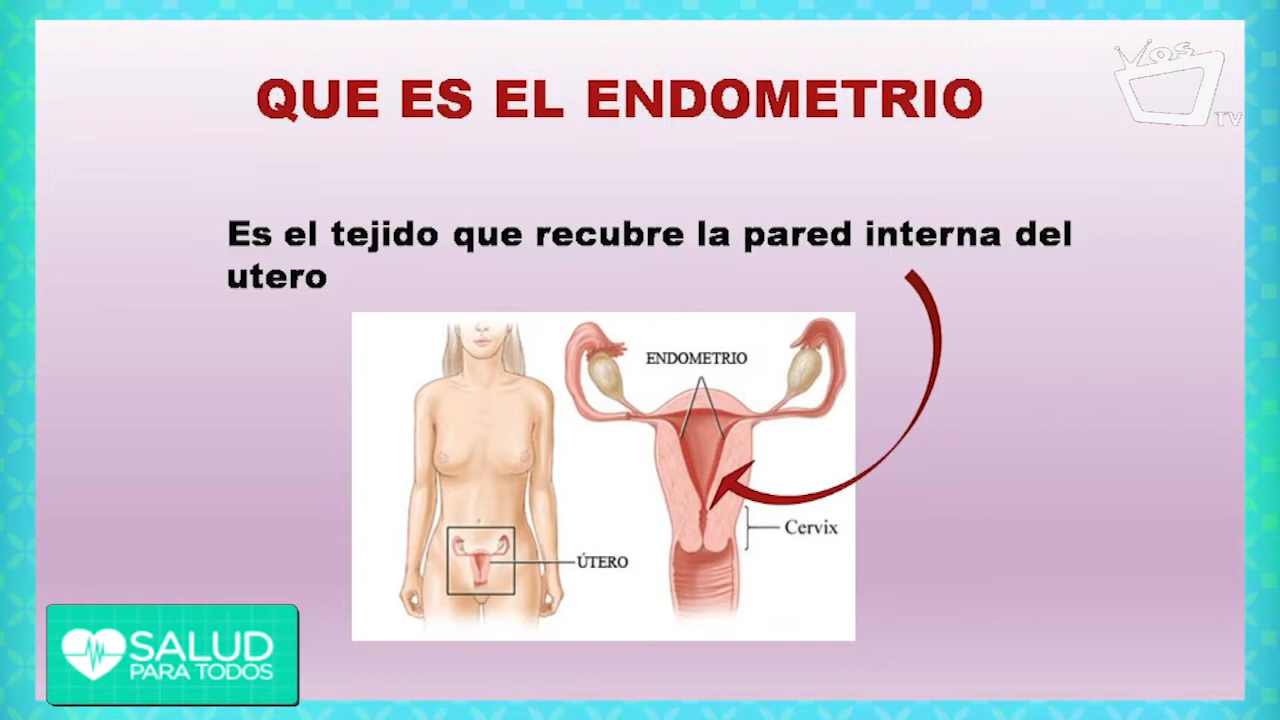 QUE ES EL ENDOMETRIO
Vos
TV
Es el tejido que recubre la pared interna del
utero
ENDOMETRIO
Cervix
ÚTERO
SALUD
PARA TODOS